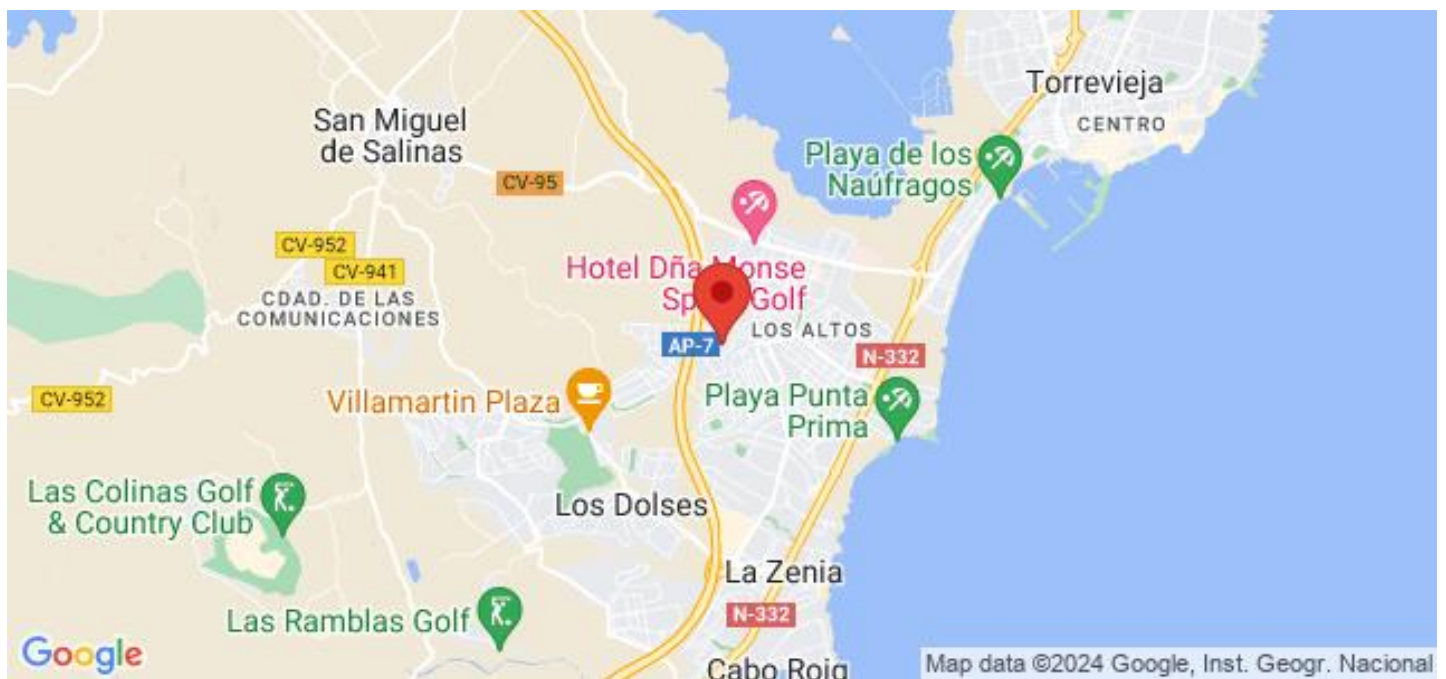 Torrevieja
CENTRO
San Miguel
de Salinas
Playa de los
Naúfragos
CV-95
CV-952
CV-941
Hotel Dña Monse
Golf
CDAD. DE LAS
COMUNICACIONES
LOS ALTOS
AP-7
N-332
CV-952
Villamartin Plaza
Playa Punta
Prima
Las Colinas Golf
& Country Club
Los Dolses
La Zenia
Las Ramblas Golf
N-332
Google
Cabo Roig
Map data ©2024 Google, Inst. Geogr. Nacional